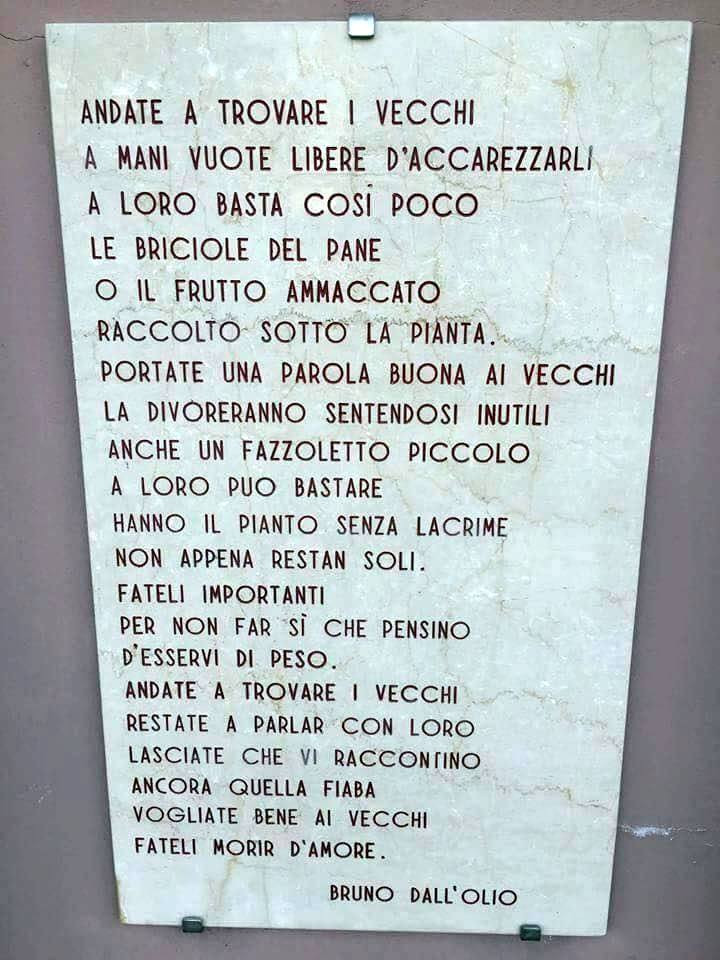 ANDATE A TROVARE I VECCHI
A MANI VUOTE LIBERE D'ACCAREZZARLI
A LORO BASTA COSÌ POCO
LE BRICIOLE DEL PANE
O IL FRUTTO AMMACCATO
RACCOLTO SOTTO LA PIANTA.
PORTATE UNA PAROLA BUONA AI VECCHI
LA DIVORERANNO SENTENDOSI INUTILI
ANCHE UN FAZZOLETTO PICCOLO
A LORO PUO BASTARE
HANNO IL PIANTO SENZA LACRIME
NON APPENA RESTAN SOLI.
FATELI IMPORTANTI
PER NON FAR SÌ CHE PENSINO
D'ESSERVI DI PESO.
ANDATE A TROVARE I VECCHI
RESTATE A PARLAR CON LORO
LASCIATE CHE VI RACCONTINO
ANCORA QUELLA FIABA
VOGLIATE BENE AI VECCHI
FATELI MORIR D'AMORE.
BRUNO DALL'OLIO